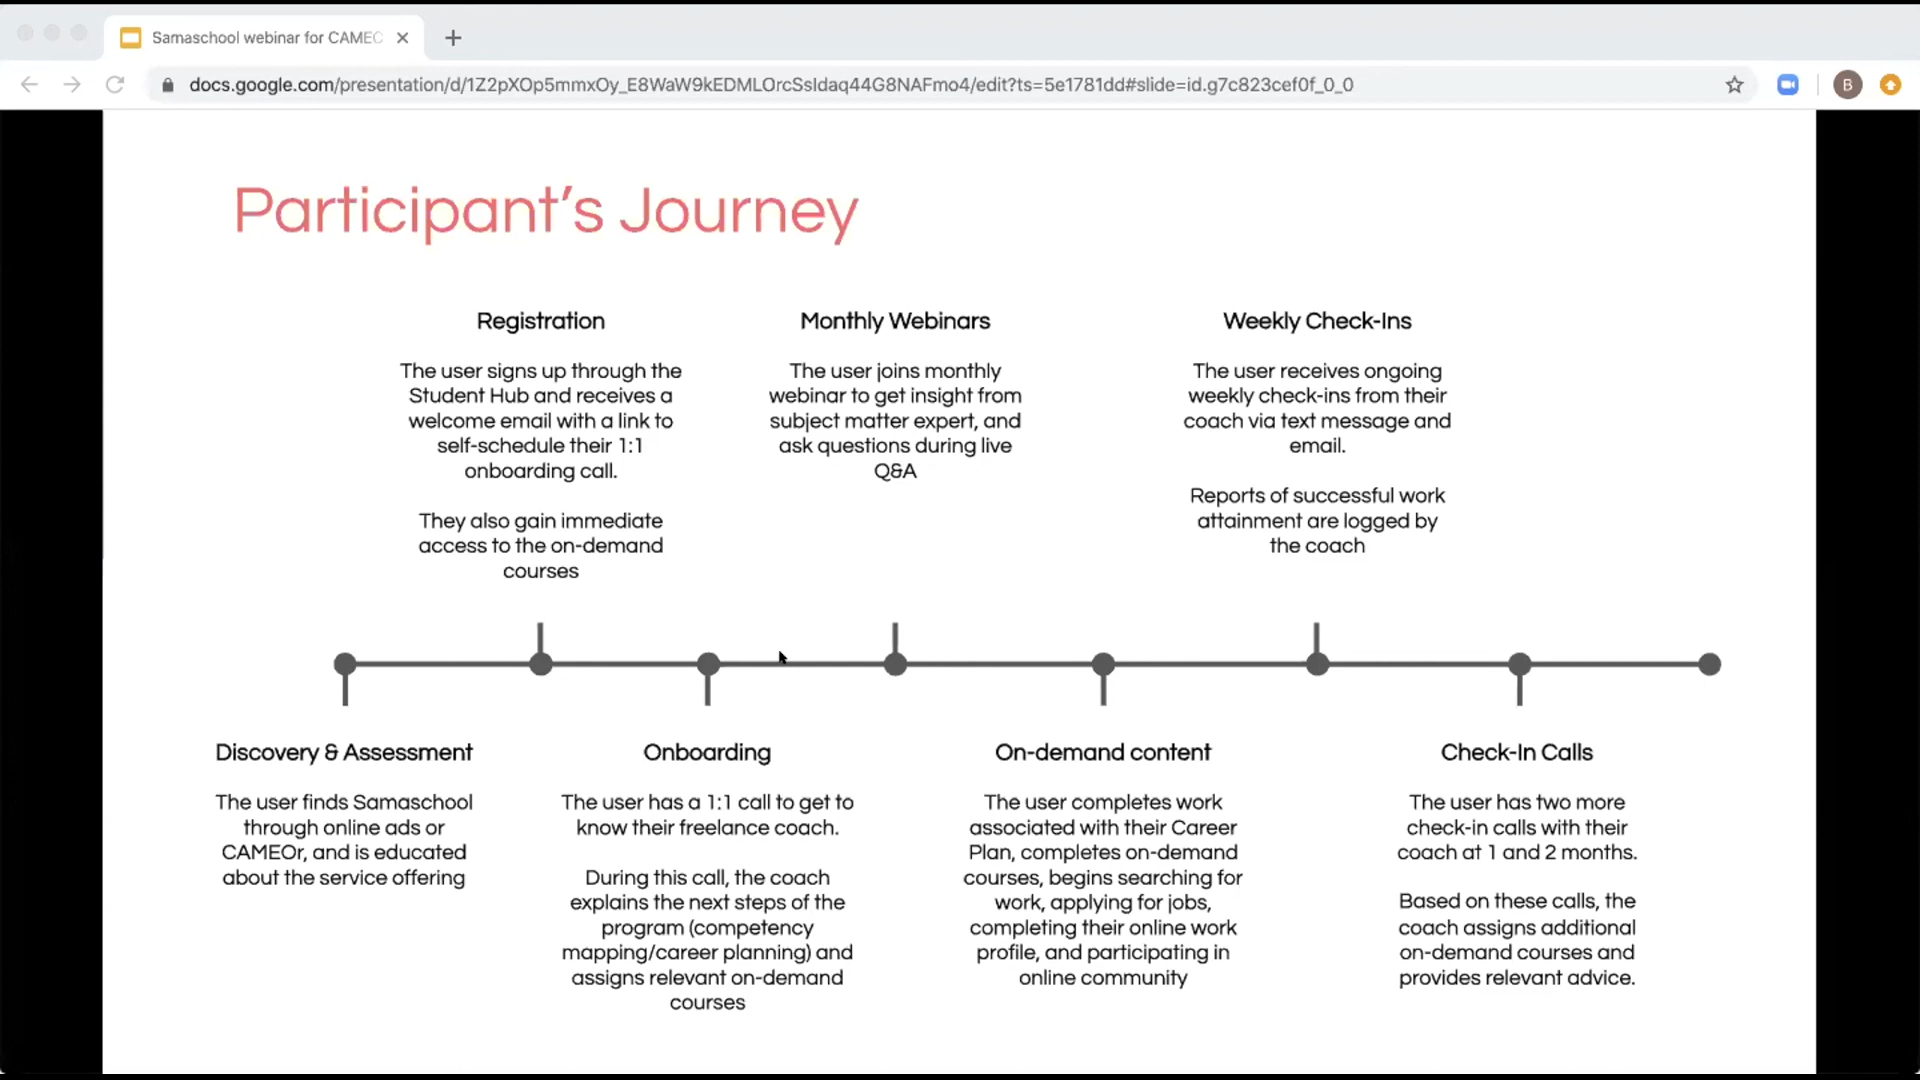 Samaschool webinar for CAMEC
docs.google.com/presentation/d/1Z2pXOp5mmxOy_E8WaW9kEDMLOrcSsIdaq44G8NAFmo4/edit?ts=5e1781dd#slide=id.g7c823cef0f_0_0
B
Participant's Journey
Registration
The user signs up through the
Student Hub and receives a
welcome email with a link to
self-schedule their 1:1
onboarding call.
They also gain immediate
access to the on-demand
courses
Monthly Webinars
The user joins monthly
webinar to get insight from
subject matter expert, and
ask questions during live
Q&A
Weekly Check-Ins
The user receives ongoing
weekly check-ins from their
coach via text message and
email.
Reports of successful work
attainment are logged by
the coach
Discovery & Assessment
The user finds Samaschool
through online ads or
CAMEOr, and is educated
about the service offering
Onboarding
The user has a 1:1 call to get to
know their freelance coach.
During this call, the coach
explains the next steps of the
program (competency
mapping/career planning) and
assigns relevant on-demand
courses
On-demand content
The user completes work
associated with their Career
Plan, completes on-demand
courses, begins searching for
work, applying for jobs,
completing their online work
profile, and participating in
online community
Check-In Calls
The user has two more
check-in calls with their
coach at 1 and 2 months.
Based on these calls, the
coach assigns additional
on-demand courses and
provides relevant advice.